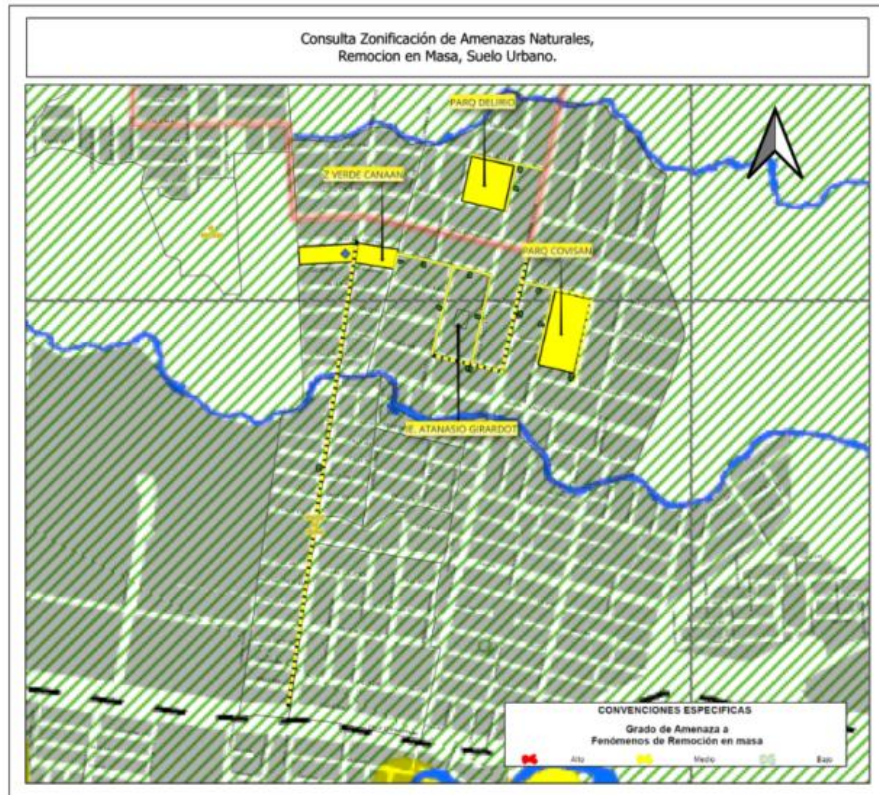 Consulta Zonificación de Amenazas Naturales,
Remocion en Masa, Suelo Urbano.
PARQ DELIRIO
Z VERDE CANAAN
PARQ COVISAN
IE. ATANASIO GIRARDOT
CONVENCIONES ESPECIFICAS
Grado de Amenaza a
Fenómenos de Remoción en masa
Alto Medio Bajo